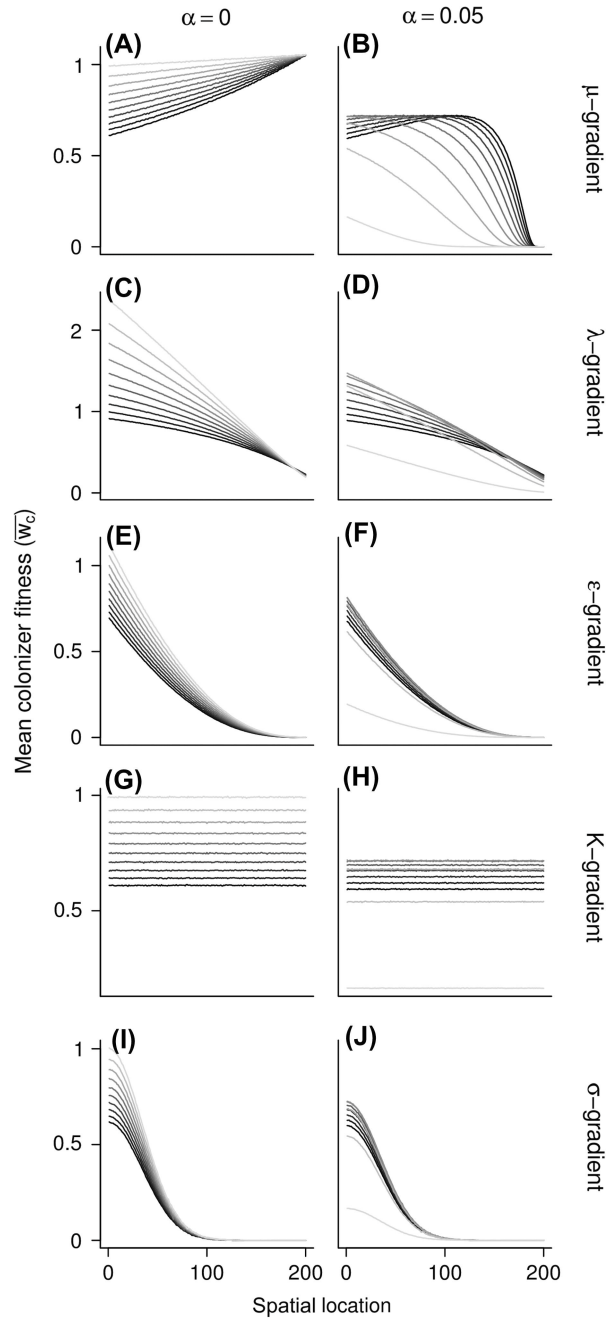 α = 0
α = 0.05
(A)
(B)
1
0.5
0
μ−gradient
(C)
(D)
2
1
0
λ−gradient
(E)
(F)
1
0.5
0
ε−gradient
(G)
(H)
1
0.5
K−gradient
(I)
(J)
1
0.5
0
σ−gradient
0
100
200
0
100
200
Mean colonizer fitness (w̅c̅)
Spatial location